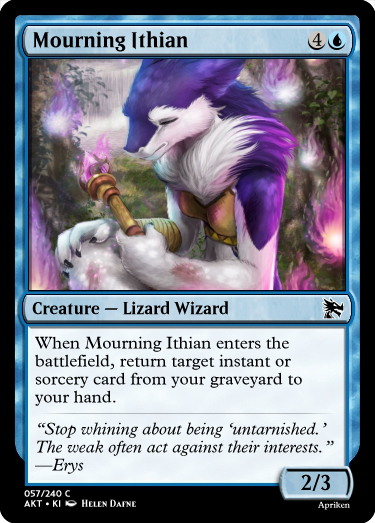 Mourning Ithian 4
Creature — Lizard Wizard
When Mourning Ithian enters the
battlefield, return target instant or
sorcery card from your graveyard to
your hand.
“Stop whining about being ‘untarnished.’
The weak often act against their interests.”
—Erys
2/3
057/240 C
AKT • KI Helen Dafne
Apriken